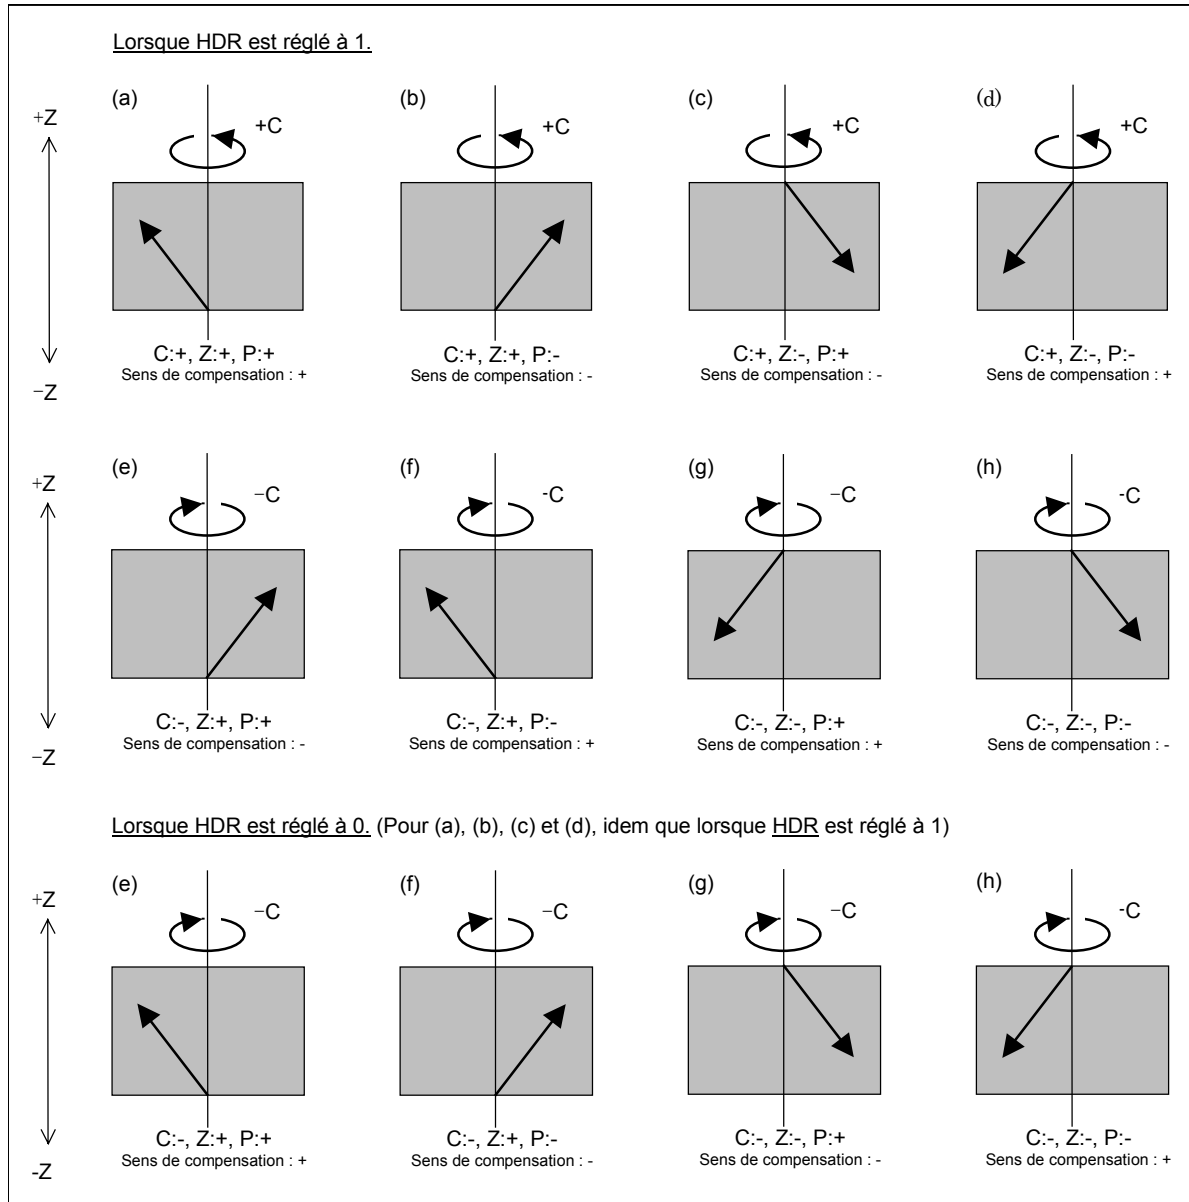 Lorsque HDR est réglé à 1.
(a) (b) (c) (d)
+Z
+C +C +C +C
C:+, Z:+, P:+ C:+, Z:+, P:- C:+, Z:-, P:+ C:+, Z:-, P:-
Sens de compensation : + Sens de compensation : - Sens de compensation : - Sens de compensation : +
−Z
(e) (f) (g) (h)
+Z
−C -C −C -C
C:-, Z:+, P:+ C:-, Z:+, P:- C:-, Z:-, P:+ C:-, Z:-, P:-
Sens de compensation : - Sens de compensation : + Sens de compensation : + Sens de compensation : -
−Z
Lorsque HDR est réglé à 0. (Pour (a), (b), (c) et (d), idem que lorsque HDR est réglé à 1)
(e) (f) (g) (h)
+Z
−C −C −C -C
C:-, Z:+, P:+ C:-, Z:+, P:- C:-, Z:-, P:+ C:-, Z:-, P:-
Sens de compensation : + Sens de compensation : - Sens de compensation : - Sens de compensation : +
-Z